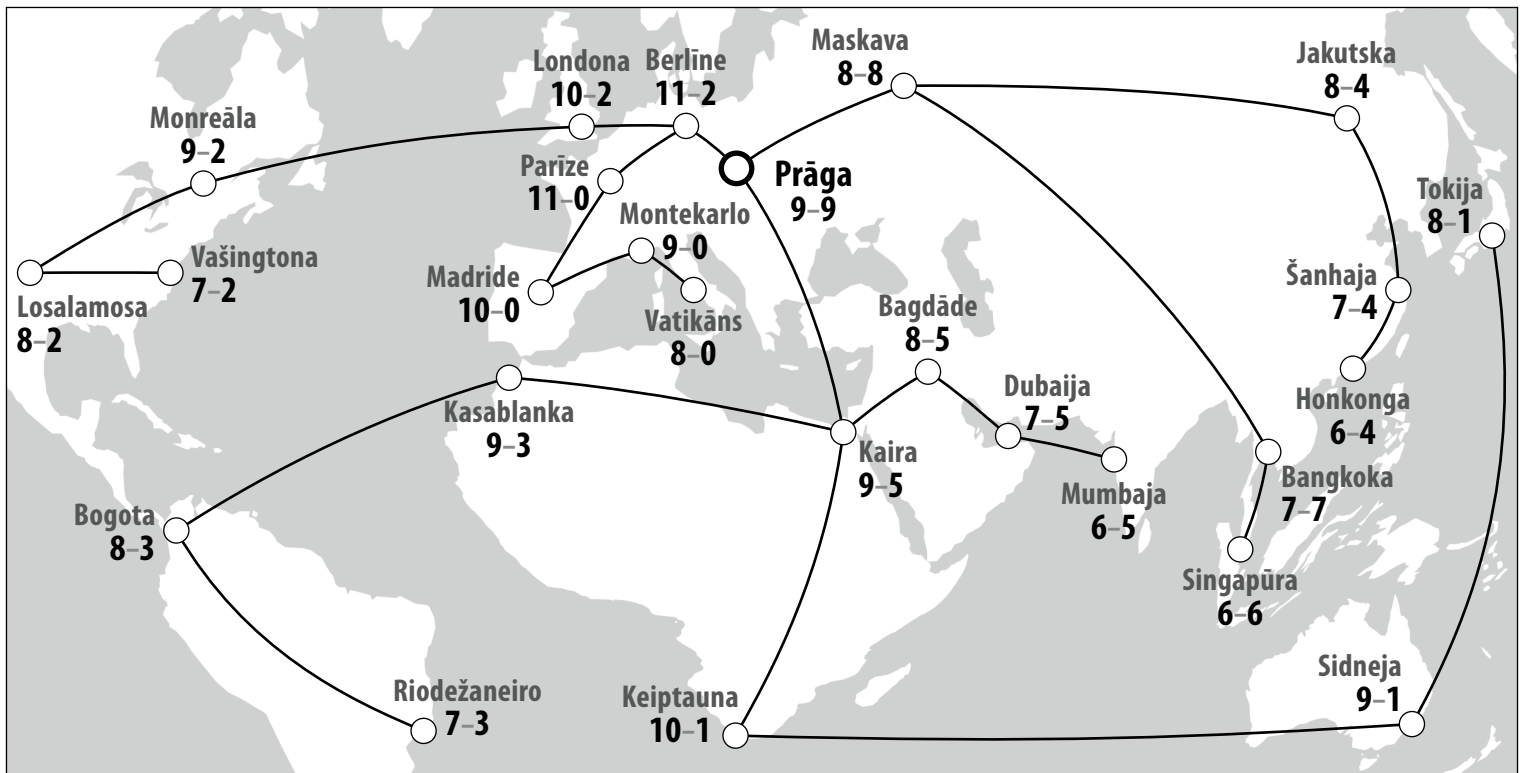 Maskava
8–8
Jakutska
8–4
Londona
10–2
Berlīne
11–2
Monreāla
9–2
Parīze
11–0
Prāga
9–9
Tokija
8–1
Montekarlo
9–0
Vašingtona
7–2
Madride
10–0
Šanhaja
7–4
Losalamosa
8–2
Vatikāns
8–0
Bagdāde
8–5
Dubaija
7–5
Kasablanka
9–3
Honkonga
6–4
Kaira
9–5
Mumbaja
6–5
Bangkoka
7–7
Bogota
8–3
Singapūra
6–6
Riodežaneiro
7–3
Keiptauna
10–1
Sidneja
9–1